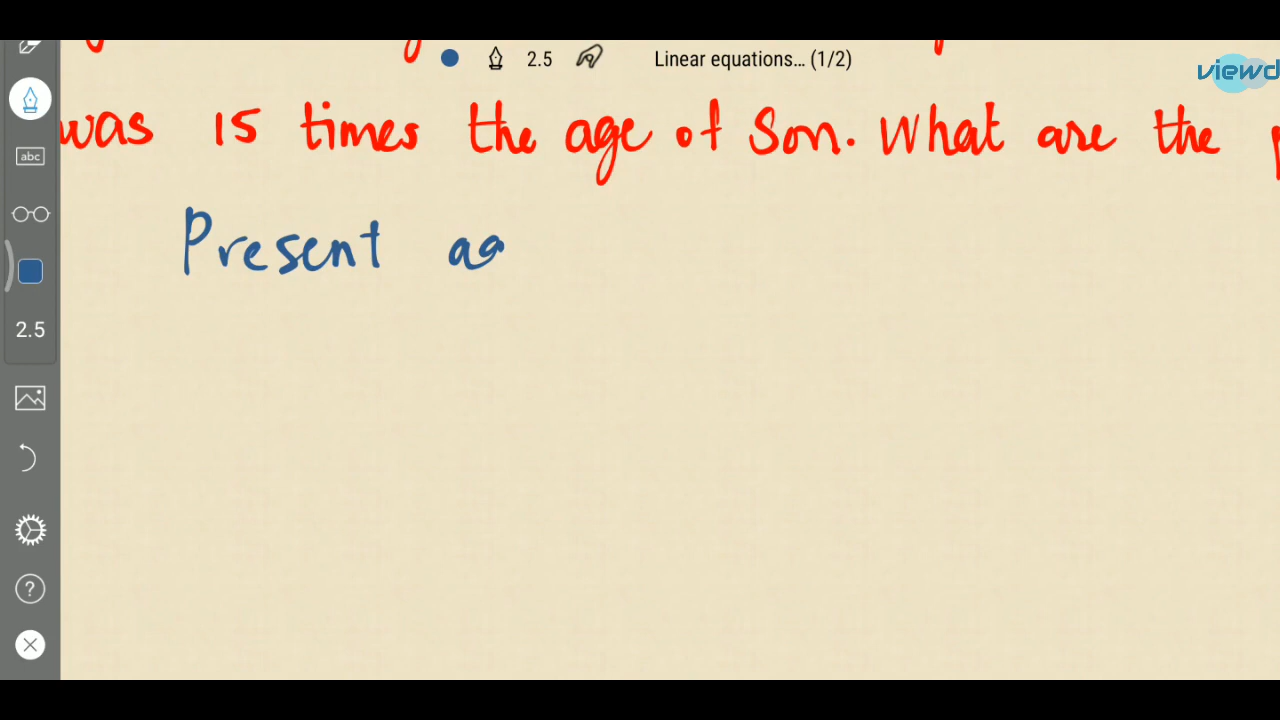 2.5 Linear equations... (1/2)
viewd
was 15 times the age of Son. What are the
abc
Present
2.5
?